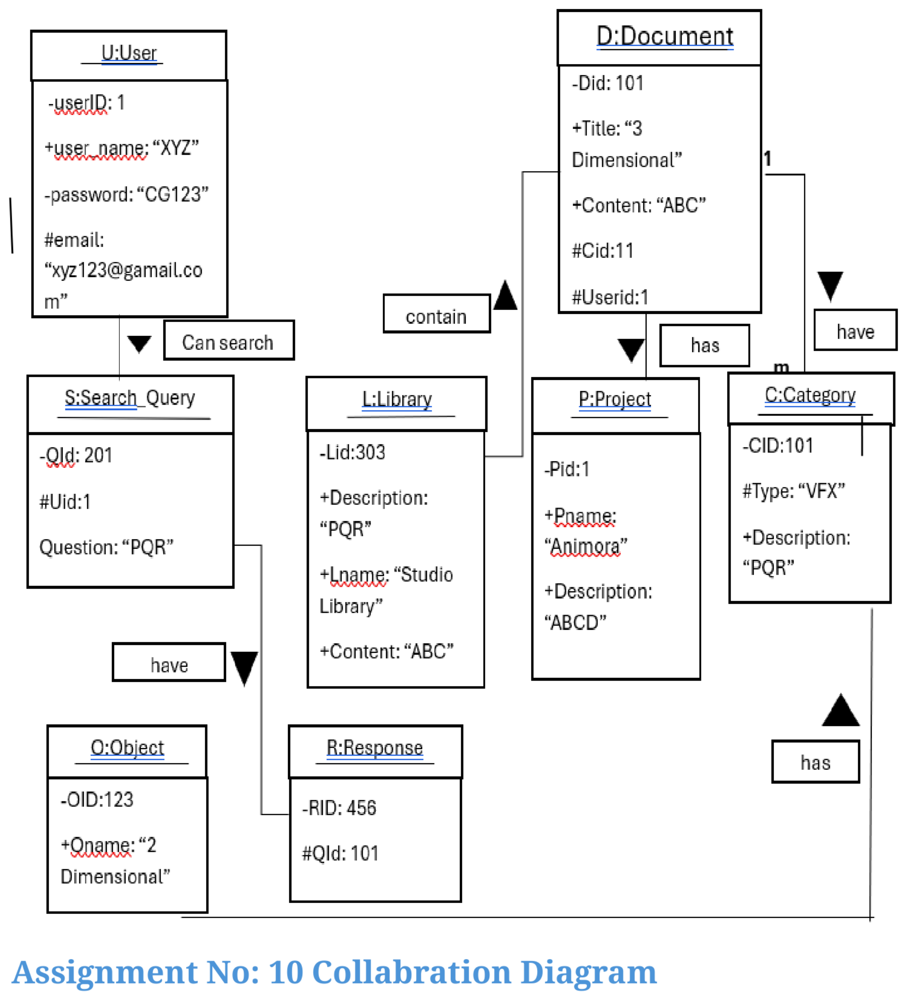 U:User
-userID: 1
+user_name: “XYZ”
-password: “CG123”
#email:
“xyz123@gamail.co
m”
D:Document
-Did: 101
+Title: “3
Dimensional”
+Content: “ABC”
#Cid:11
#Userid:1
1
contain
Can search
has
have
m
S:Search_Query
-QId: 201
#Uid:1
Question: “PQR”
L:Library
-Lid:303
+Description:
“PQR”
+Lname: “Studio
Library”
+Content: “ABC”
P:Project
-Pid:1
+Pname:
“Animora”
+Description:
“ABCD”
C:Category
-CID:101
#Type: “VFX”
+Description:
“PQR”
have
has
O:Object
-OID:123
+Oname: “2
Dimensional”
R:Response
-RID: 456
#QId: 101
Assignment No: 10 Collabration Diagram